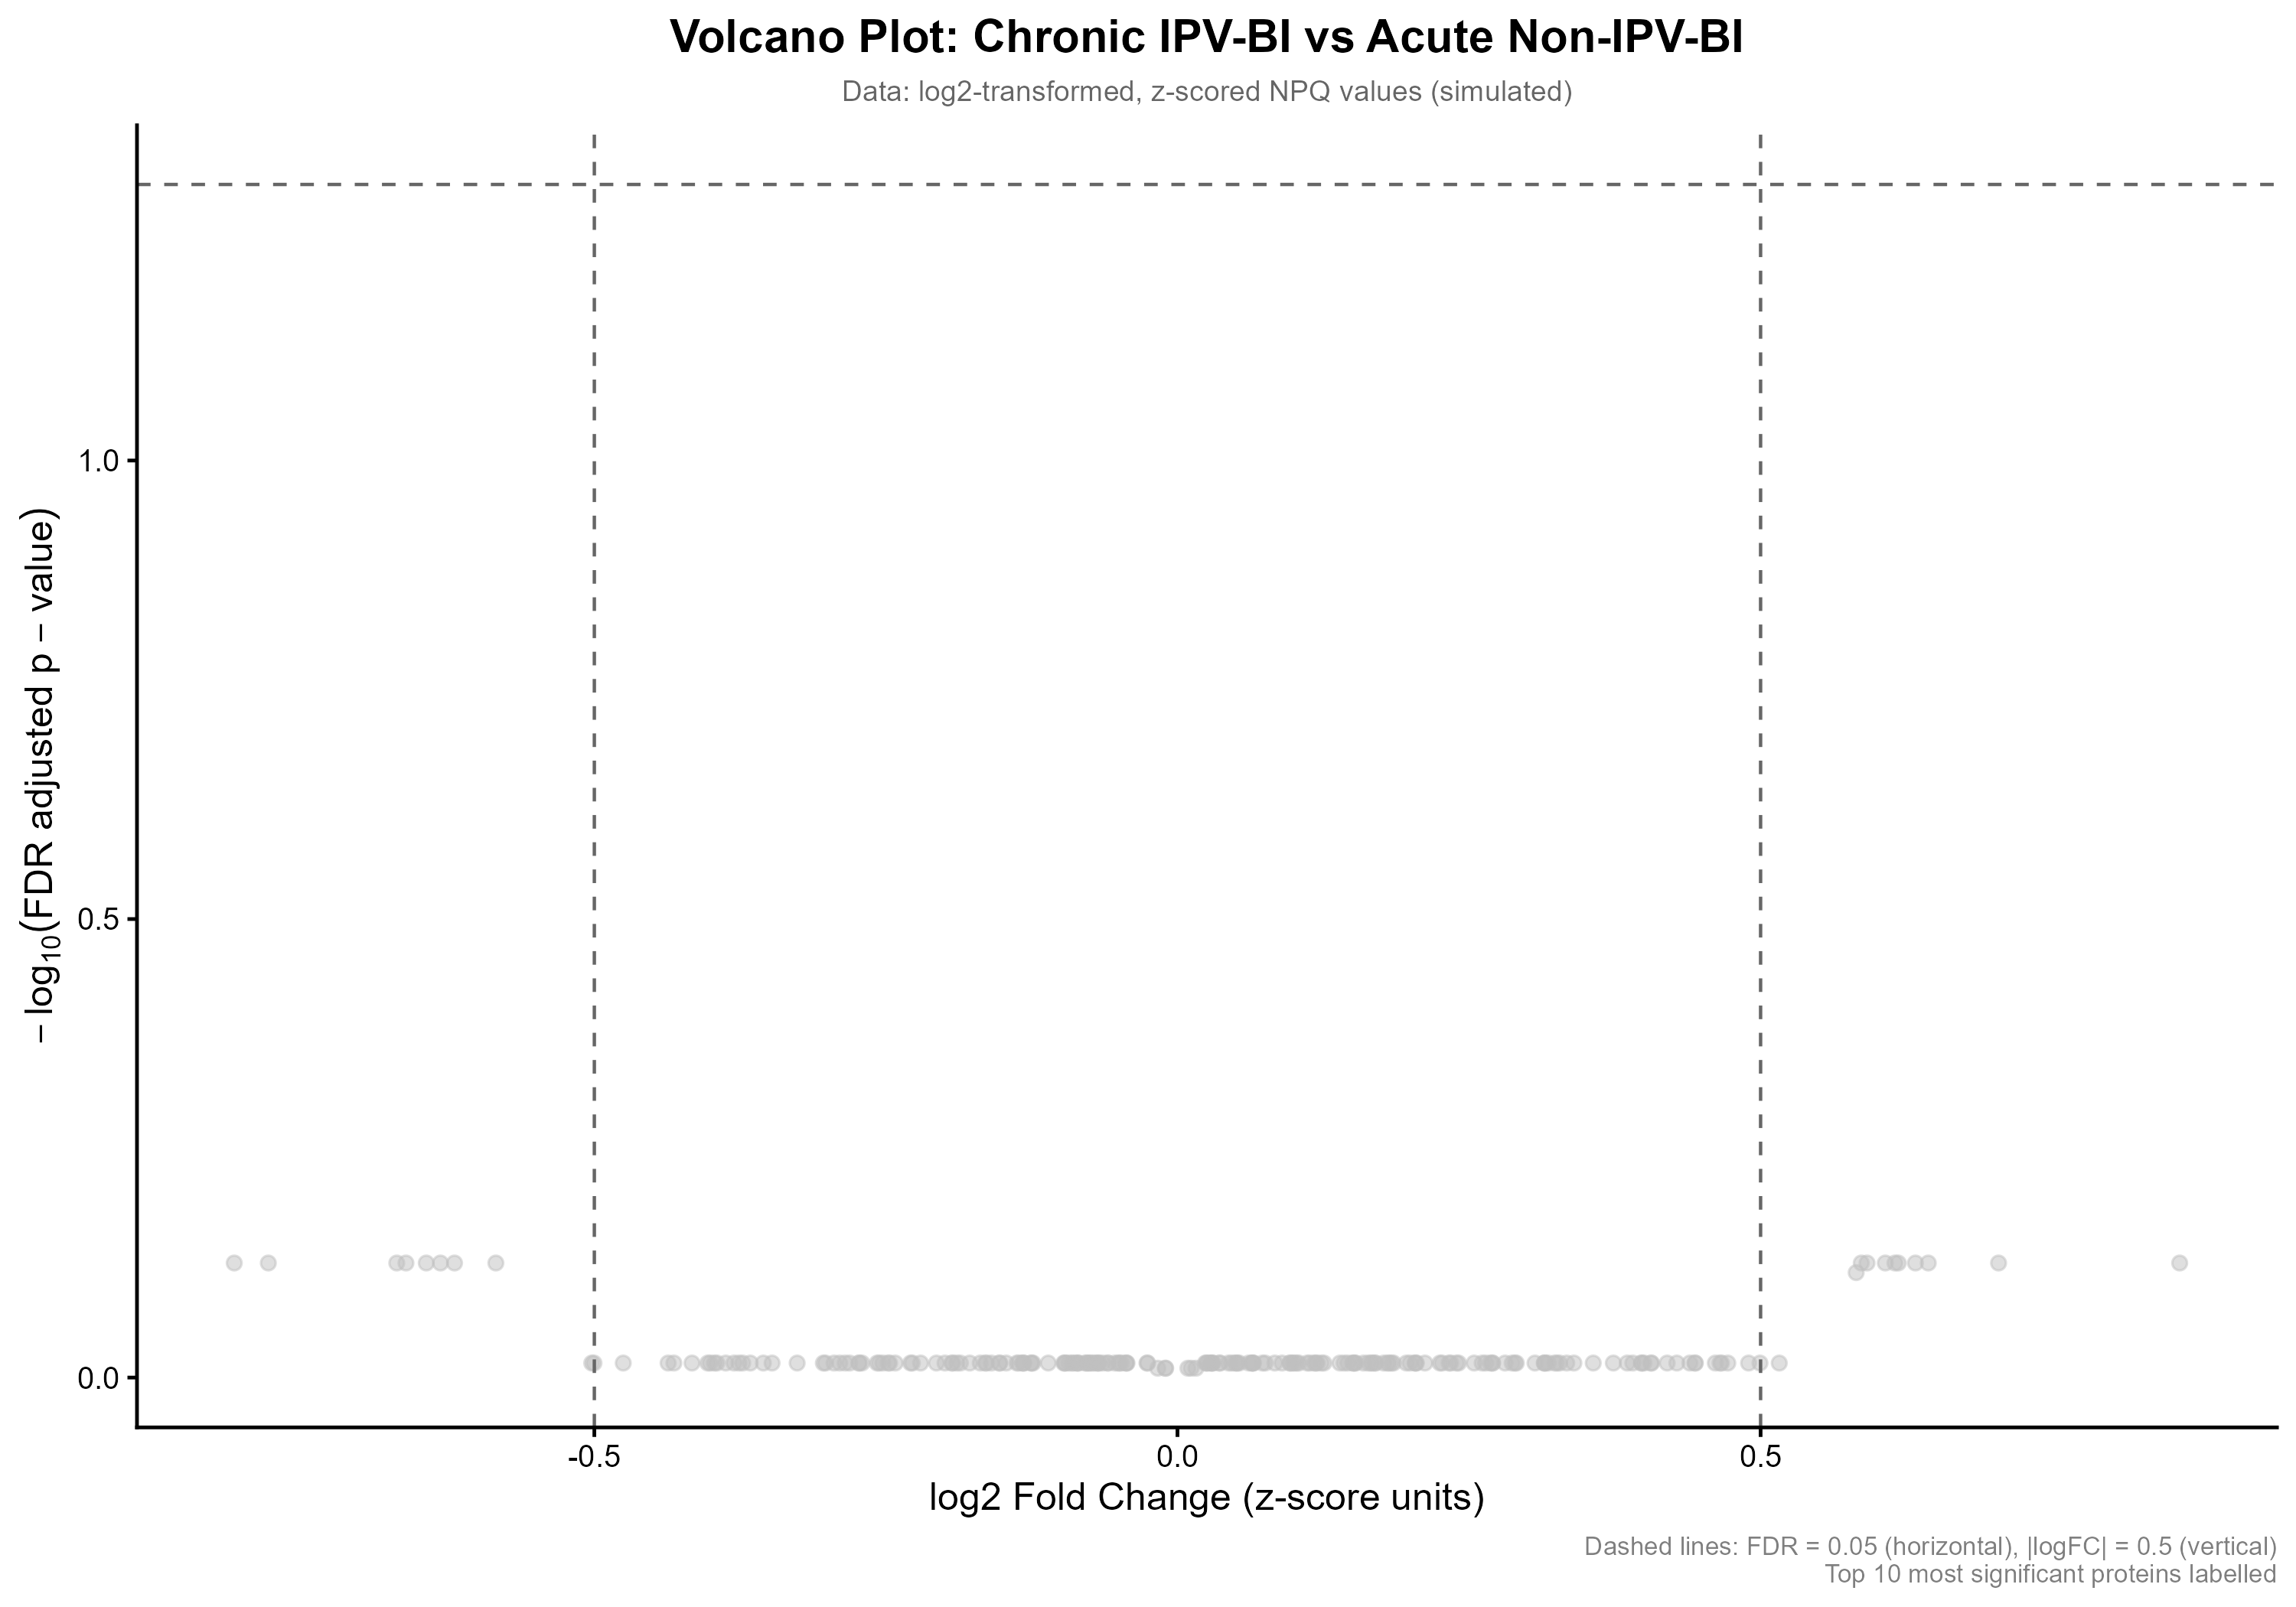 Volcano Plot: Chronic IPV-BI vs Acute Non-IPV-BI
Data: log2-transformed, z-scored NPQ values (simulated)
−log10(FDR adjusted p − value)
1.0
0.5
0.0
-0.5
0.0
0.5
log2 Fold Change (z-score units)
Dashed lines: FDR = 0.05 (horizontal), |logFC| = 0.5 (vertical)
Top 10 most significant proteins labelled